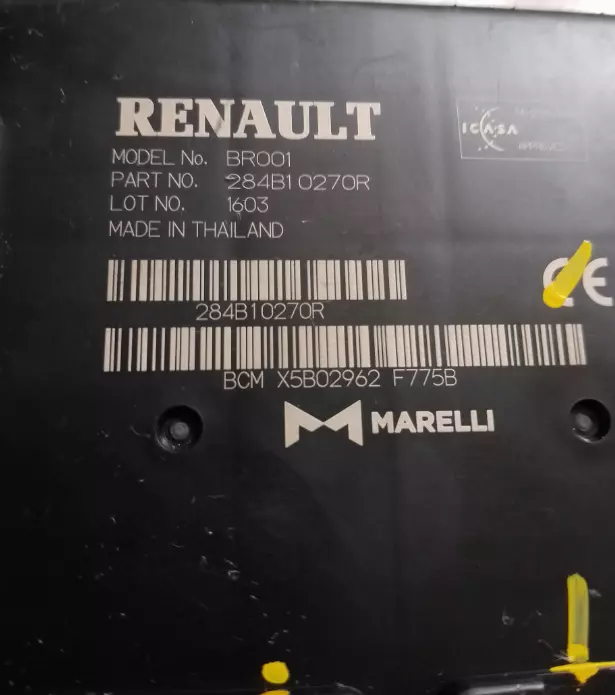 RENAULT
ICASA
MODEL No. BR001
PART NO. 284B10270R
LOT NO. 1603
MADE IN THAILAND
CE
284B10270R
BCM X5B02962 F775B
MARELLI